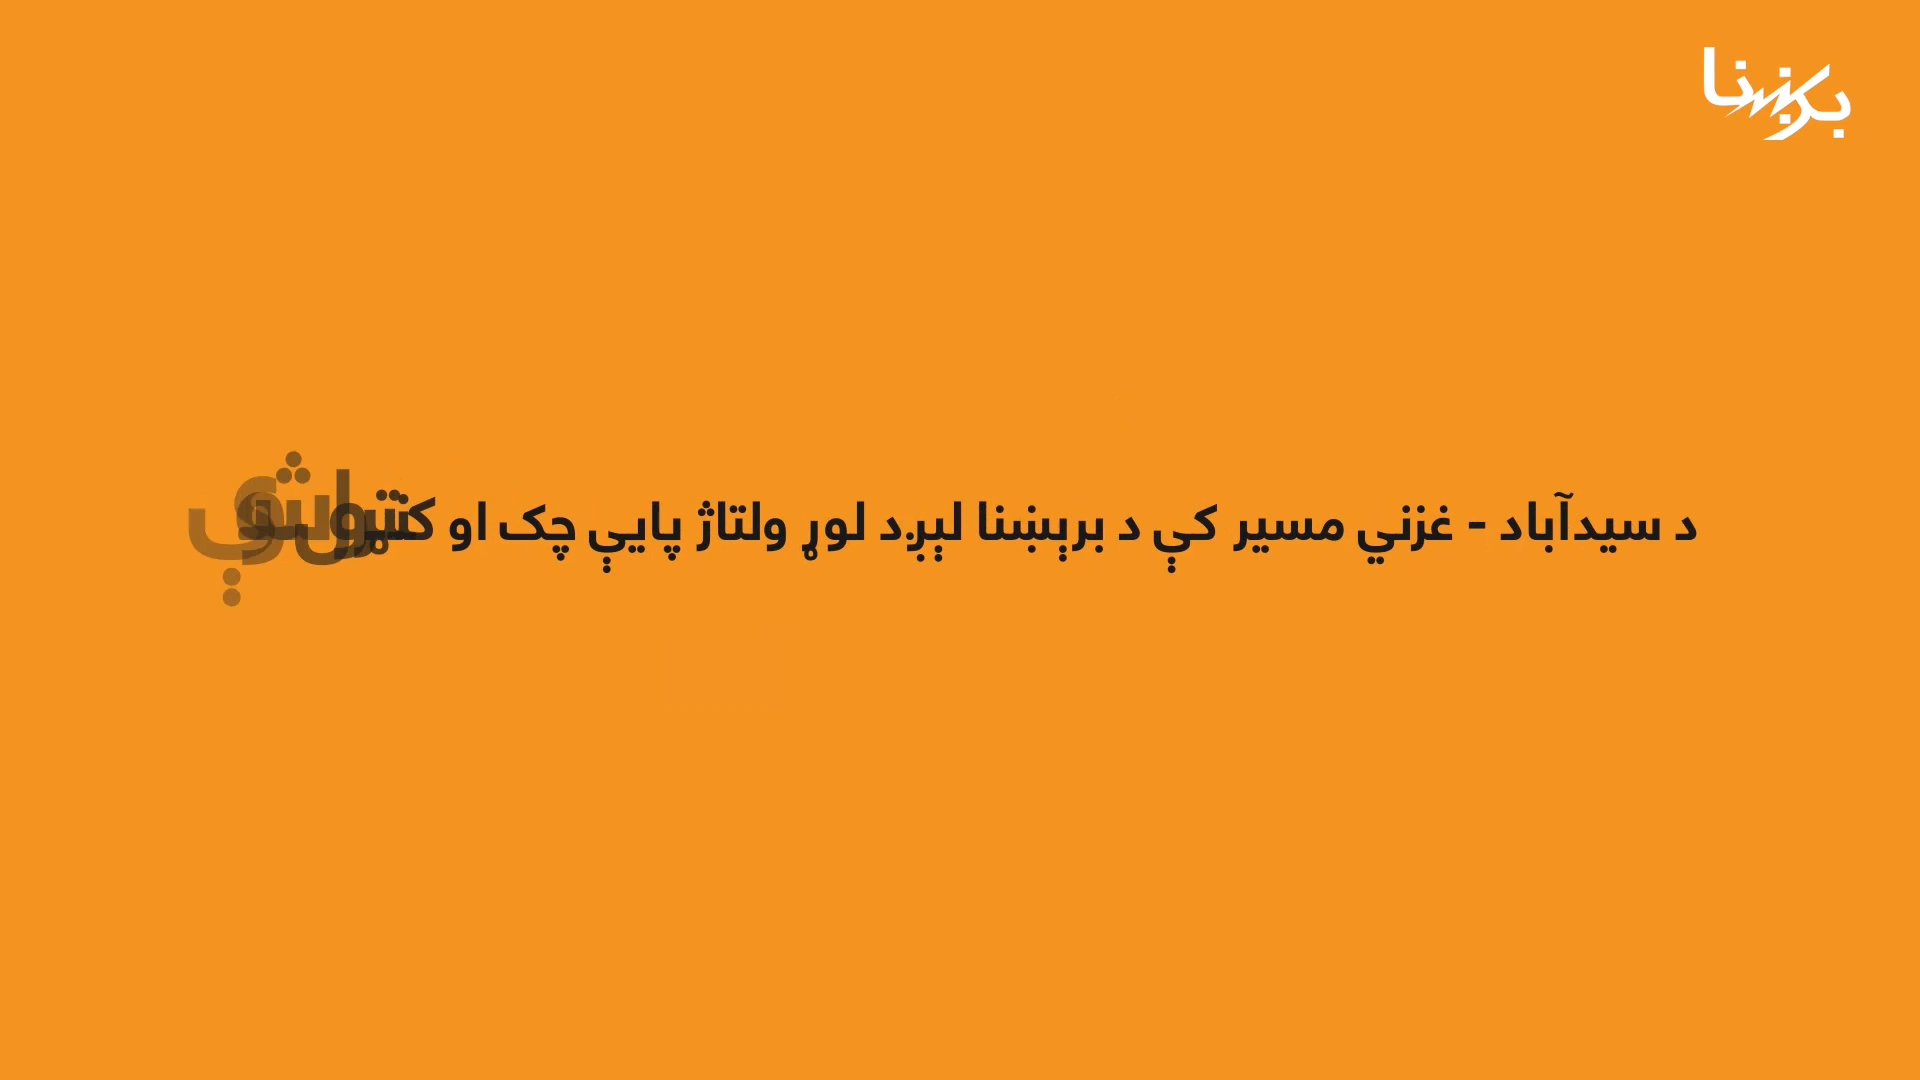 برېښنا
د سیدآباد - غزني مسیر کې د برېښنا لېږد لوړ ولتاژ پایې چک او